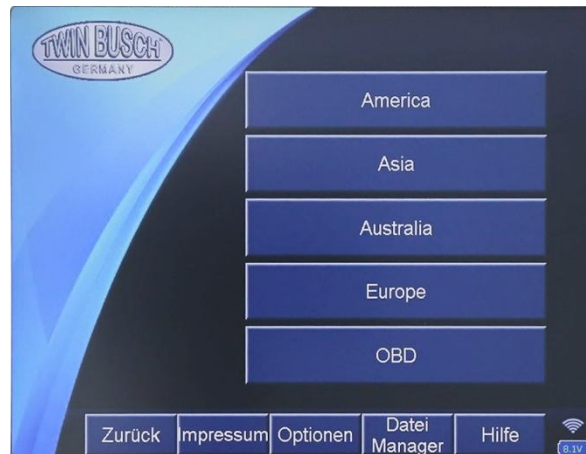 TWIN BUSCH
GERMANY
America
Asia
Australia
Europe
OBD
Zurück
Impressum
Optionen
Datei
Manager
Hilfe
8.1V